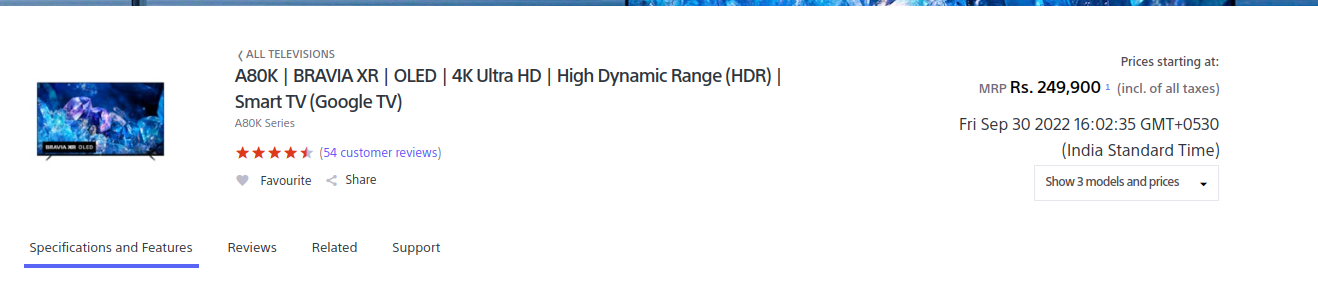 ALL TELEVISIONS
A80K | BRAVIA XR | OLED | 4K Ultra HD | High Dynamic Range (HDR) |
Smart TV (Google TV)
A80K Series
(54 customer reviews)
Favourite
Share
BRAVIA XR OLED
Prices starting at:
MRP Rs. 249,900 1 (incl. of all taxes)
Fri Sep 30 2022 16:02:35 GMT+0530
(India Standard Time)
Show 3 models and prices
Specifications and Features
Reviews
Related
Support